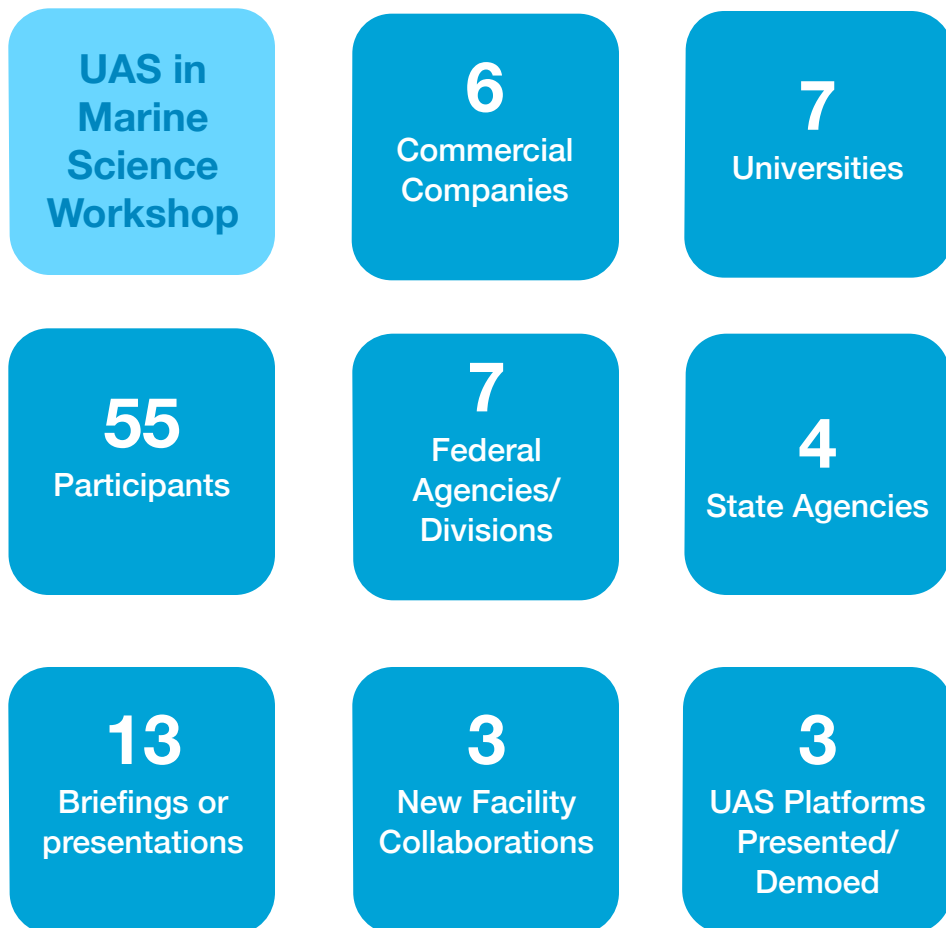 UAS in
Marine
Science
Workshop
6
Commercial
Companies
7
Universities
55
Participants
7
Federal
Agencies/
Divisions
4
State Agencies
13
Briefings or
presentations
3
New Facility
Collaborations
3
UAS Platforms
Presented/
Demoed